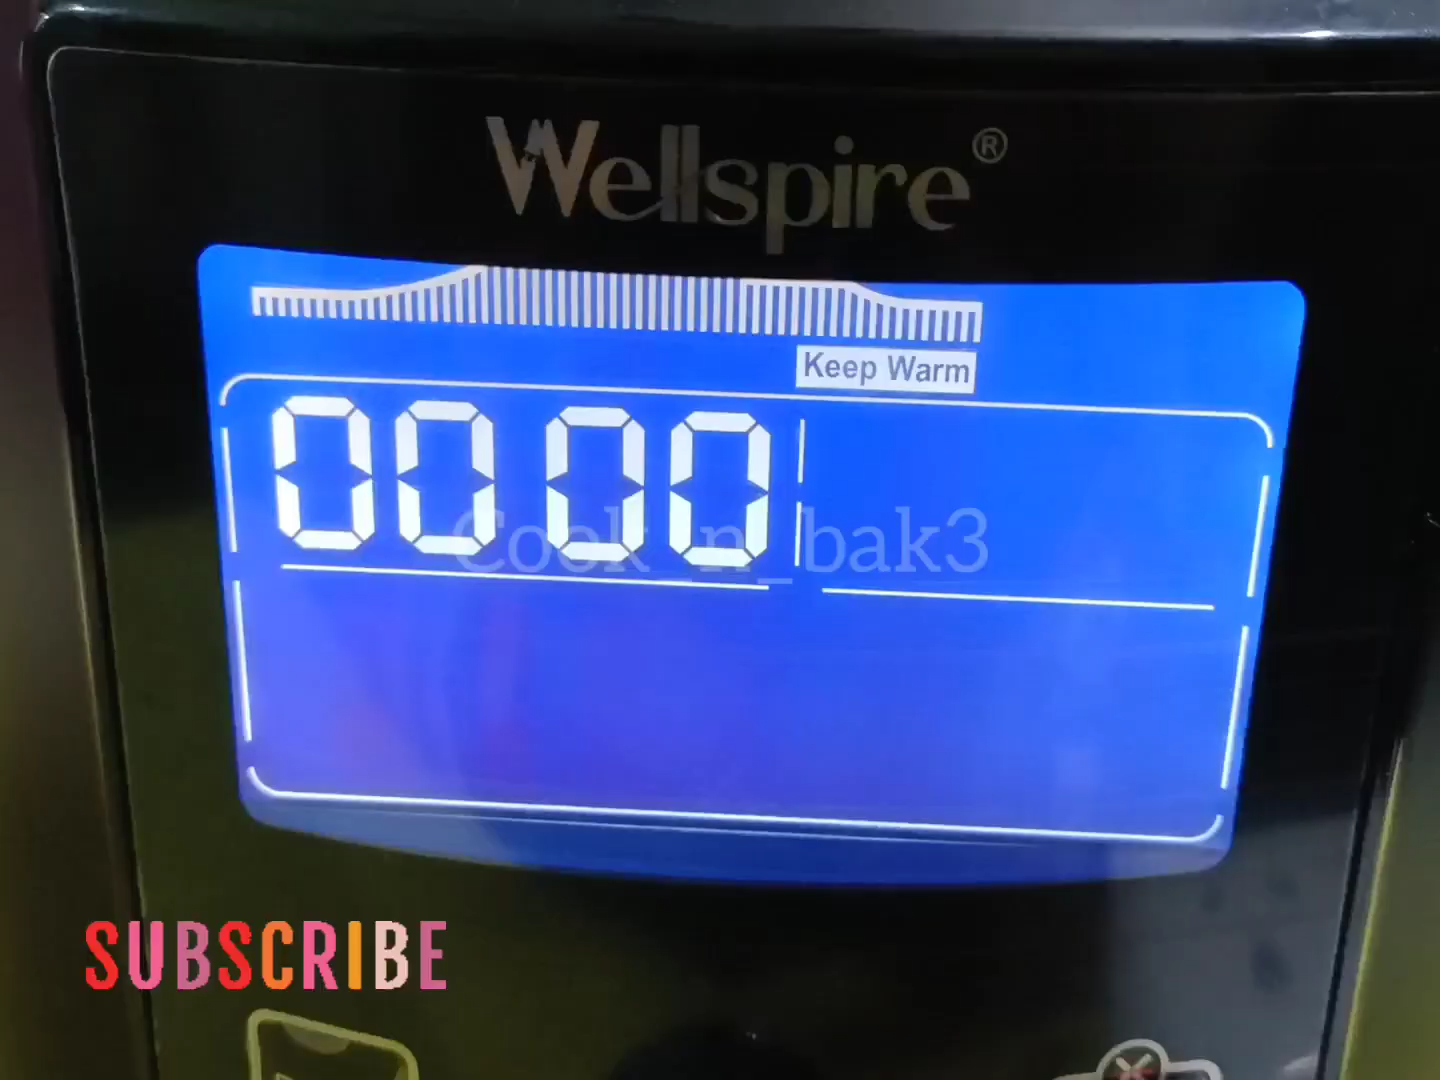 Wellspire®
Keep Warm
00 00
Cook_n_bak3
SUBSCRIBE